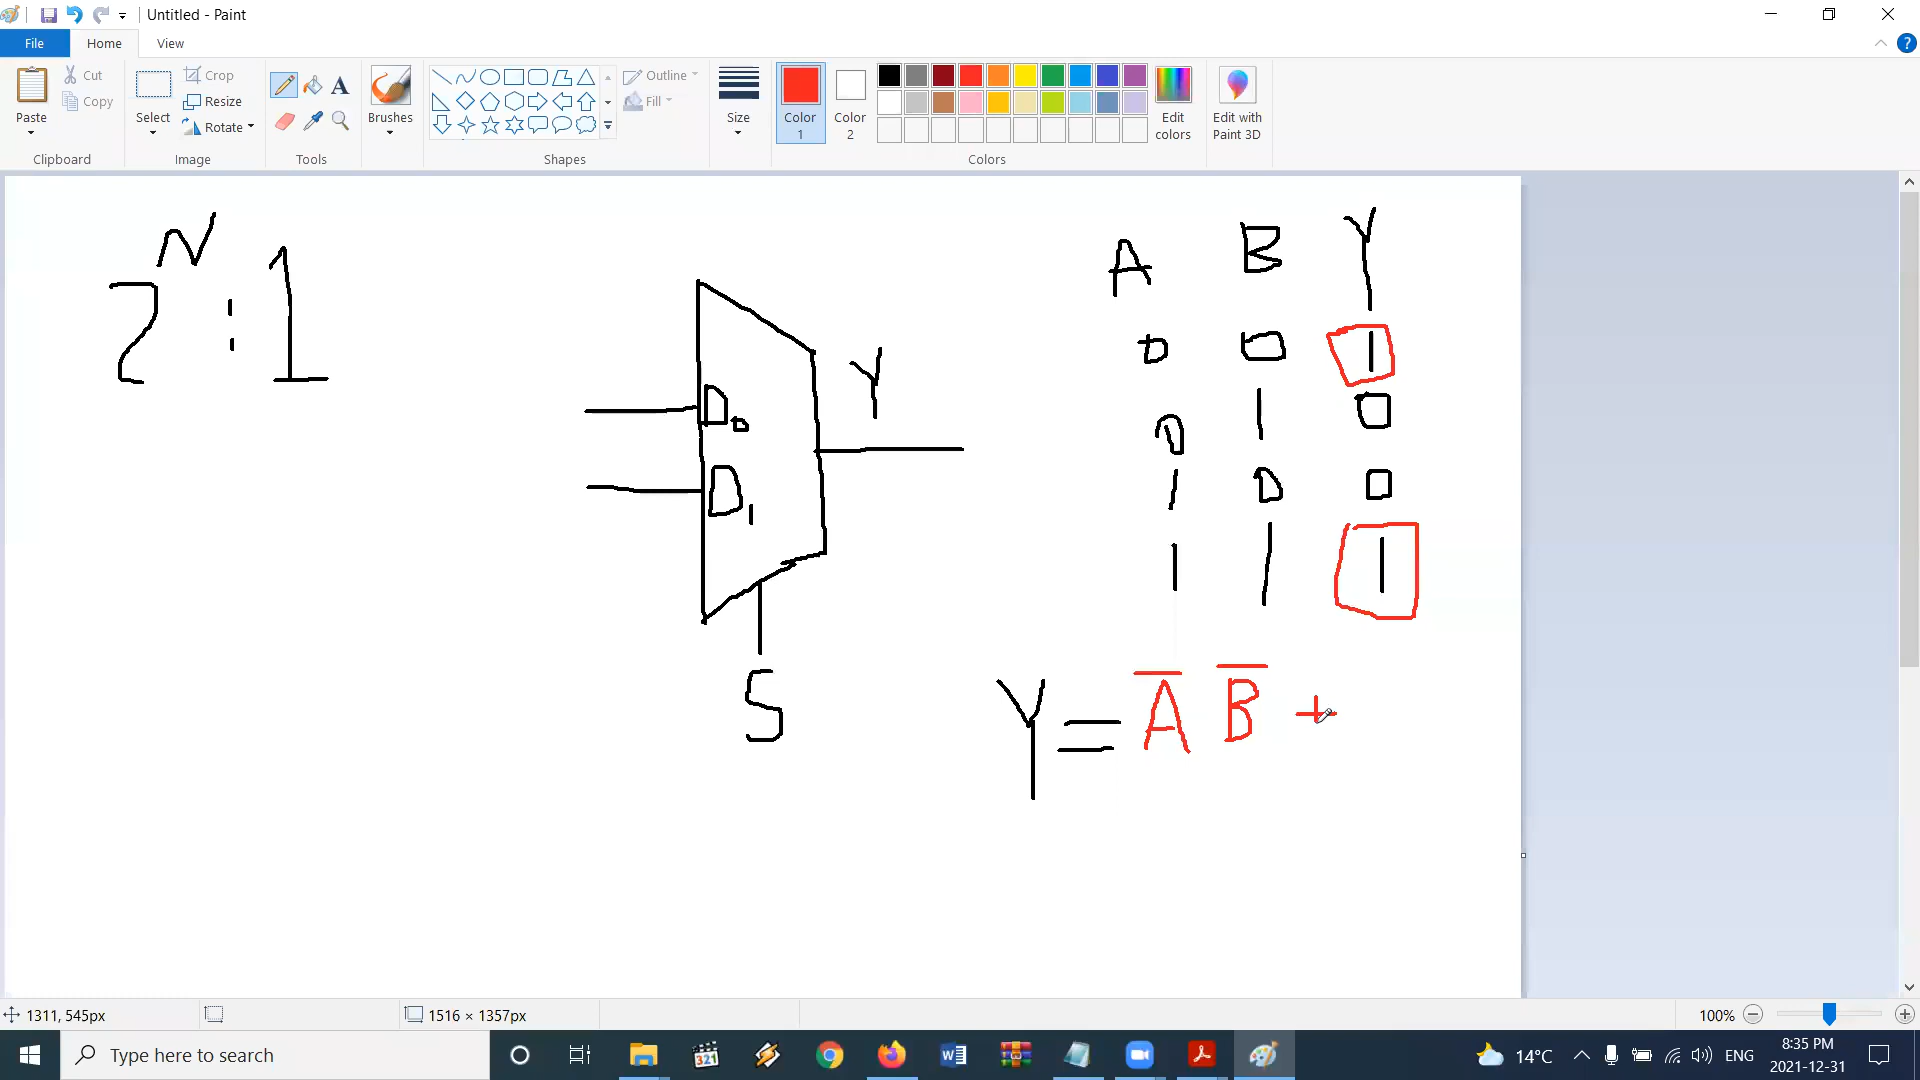 Untitled - Paint
File Home View
Paste Cut Copy Clipboard
Select Crop Resize Rotate Image
Tools
Brushes
Shapes Outline Fill
Size
Color 1 Color 2 Edit colors Colors
Edit with Paint 3D
N
2 : 1
D0
D1
Y
S
A B Y
0 0 1
0 1 0
1 0 0
1 1 1
Y = A̅ B̅ +
1311, 545px 1516 × 1357px 100%
Type here to search
321
14°C ENG 8:35 PM
2021-12-31